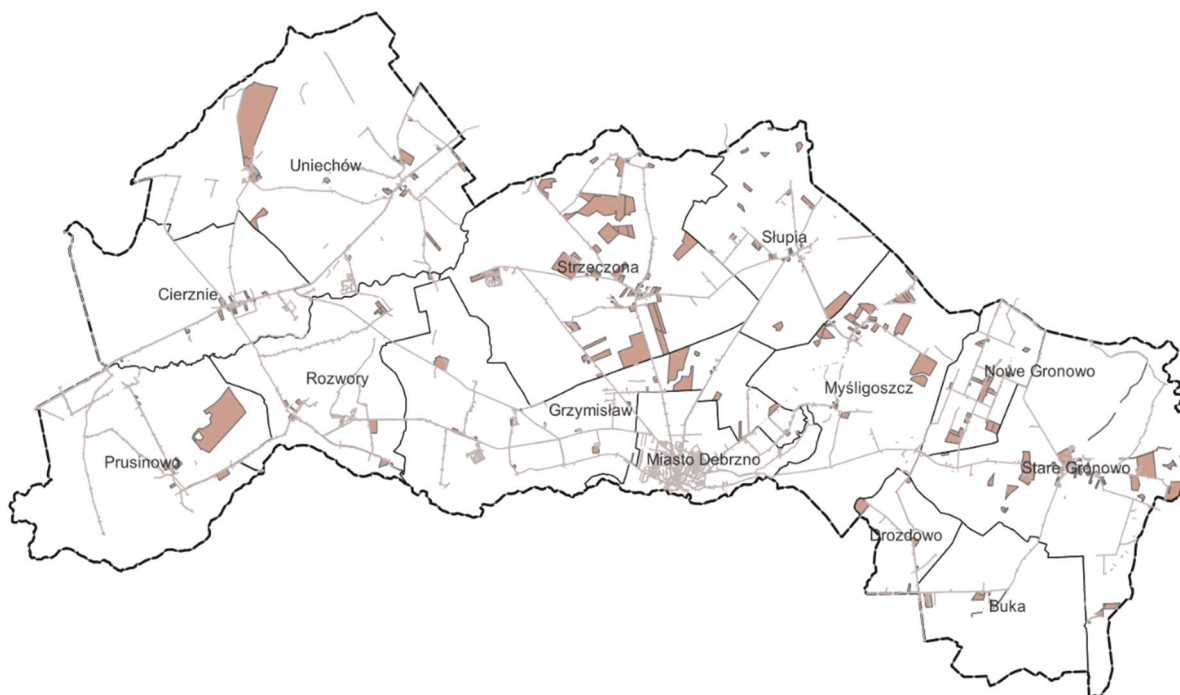 Uniechów
Słupia
Strzeczona
Cierznie
Nowe Gronowo
Rozwory
Myśligoszcz
Grzymisław
Miasto Debrzno
Prusinowo
Stare Gronowo
Drozdowo
Buka